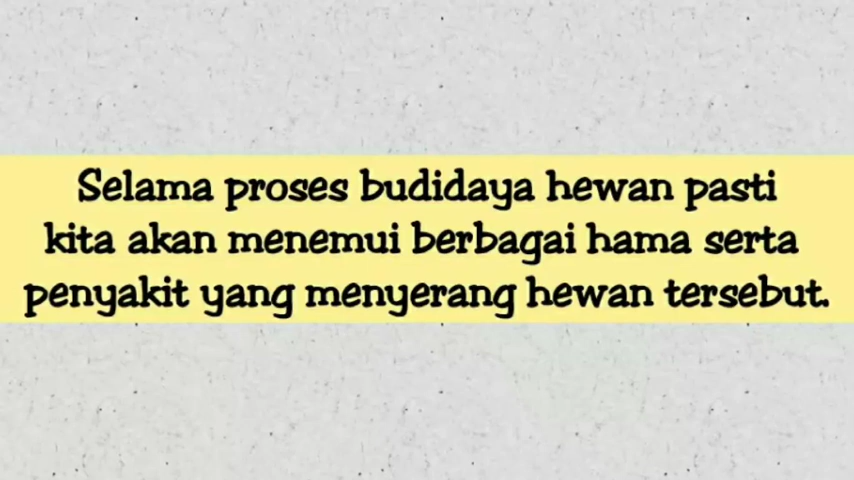 Selama proses budidaya hewan pasti
kita akan menemui berbagai hama serta
penyakit yang menyerang hewan tersebut.